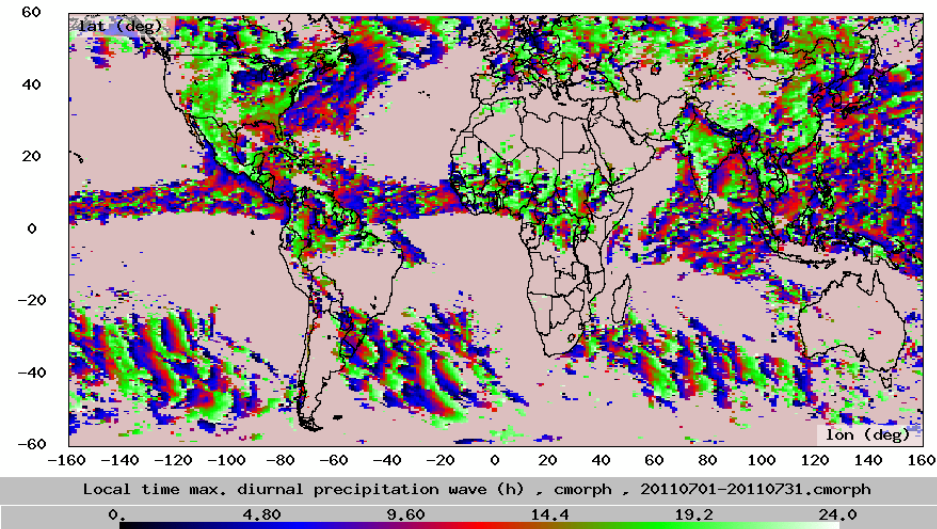 60
lat (deg)
40
20
0
-20
-40
-60
lon (deg)
-160 -140 -120 -100 -80 -60 -40 -20 0 20 40 60 80 100 120 140 160
Local time max. diurnal precipitation wave (h) , cmorph , 20110701-20110731.cmorph
0. 4.80 9.60 14.4 19.2 24.0